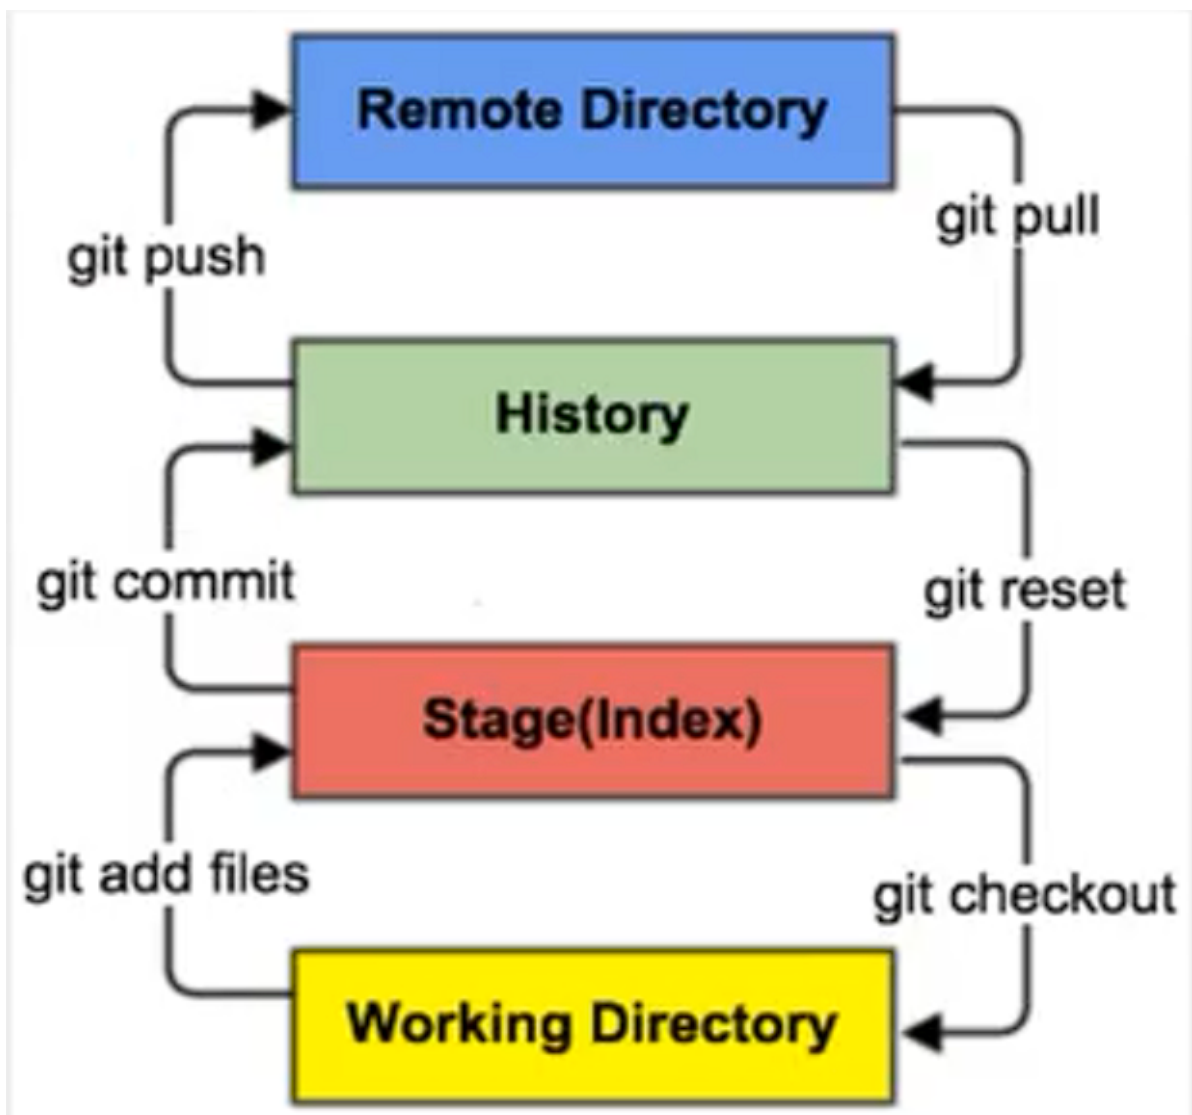 Remote Directory
git pull
git push
History
git commit
git reset
Stage(Index)
git add files
git checkout
Working Directory